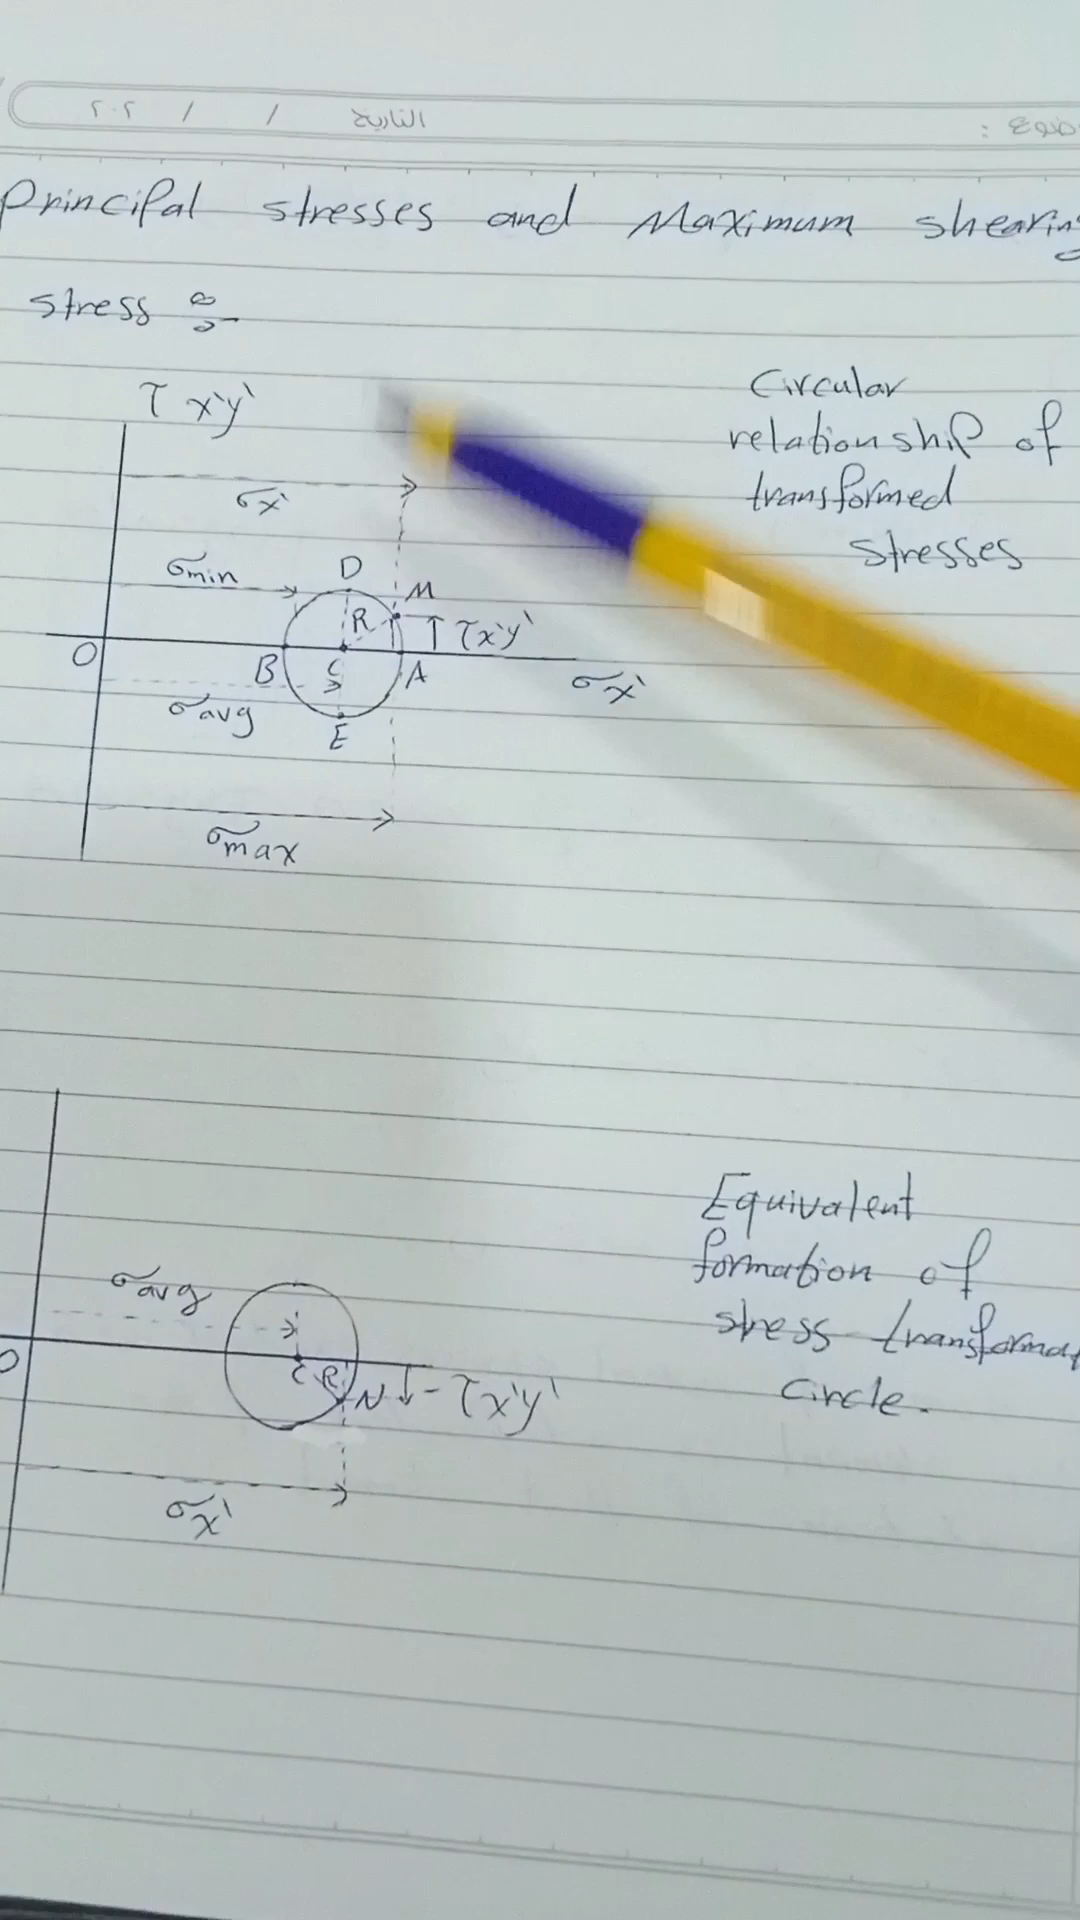 التاريخ / / ٢٠٢
Principal stresses and Maximum shearing
stress :-
τ x'y'
σx'
Circular
relationship of
transformed
stresses
σmin
D
M
R
τx'y'
O
B
C
A
σx'
σavg
E
σmax
Equivalent
formation of
stress transformat
circle.
σavg
O
C
R
N
- τx'y'
σx'